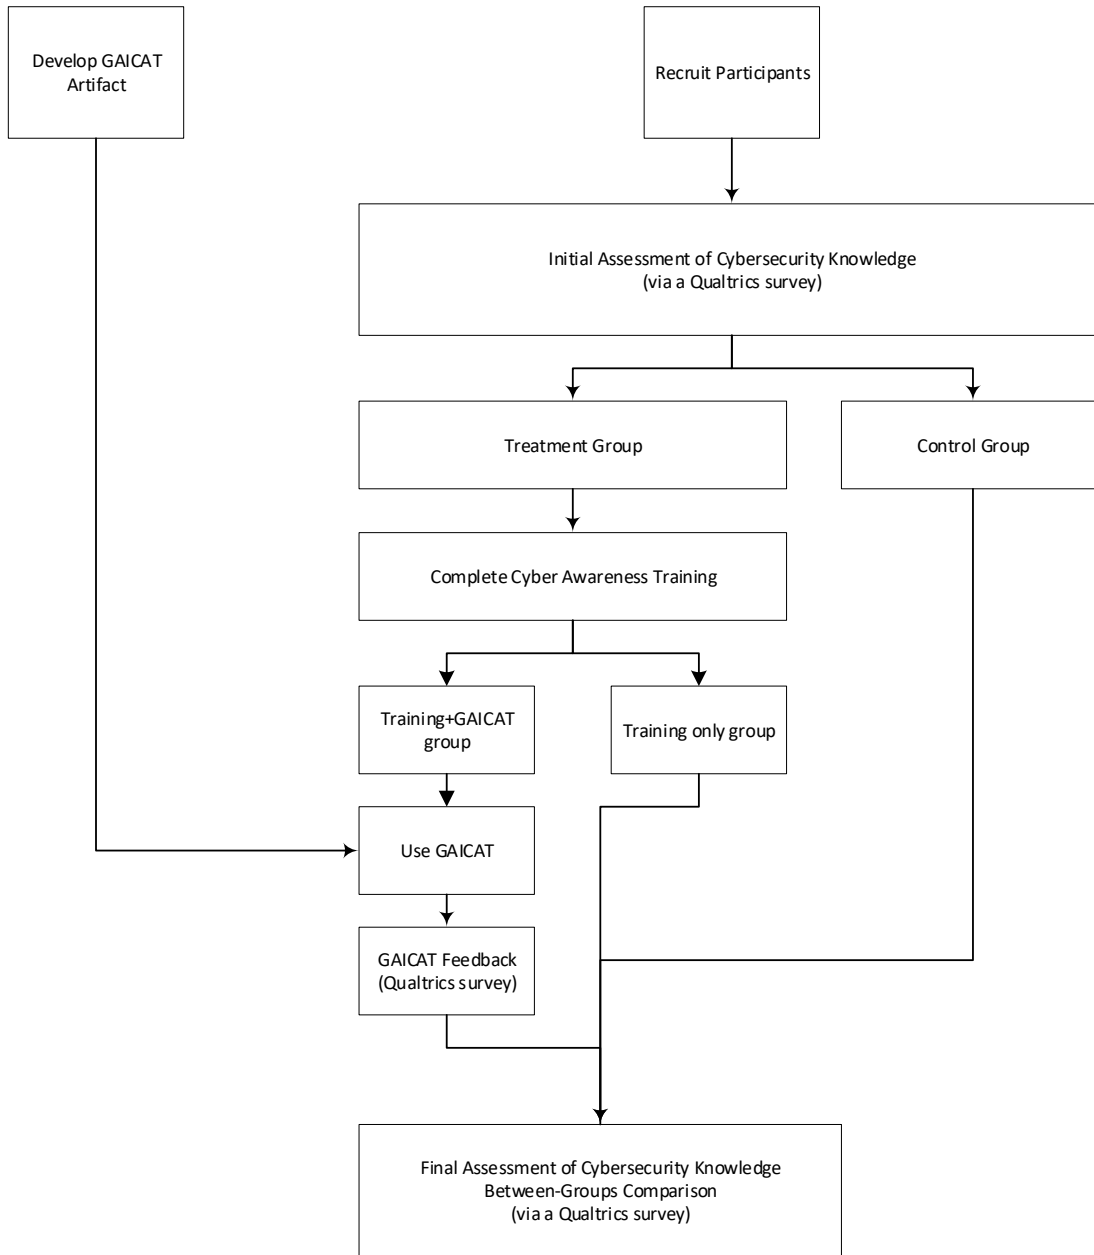 Develop GAICAT
Artifact
Recruit Participants
Initial Assessment of Cybersecurity Knowledge
(via a Qualtrics survey)
Treatment Group
Control Group
Complete Cyber Awareness Training
Training+GAICAT
group
Training only group
Use GAICAT
GAICAT Feedback
(Qualtrics survey)
Final Assessment of Cybersecurity Knowledge
Between-Groups Comparison
(via a Qualtrics survey)